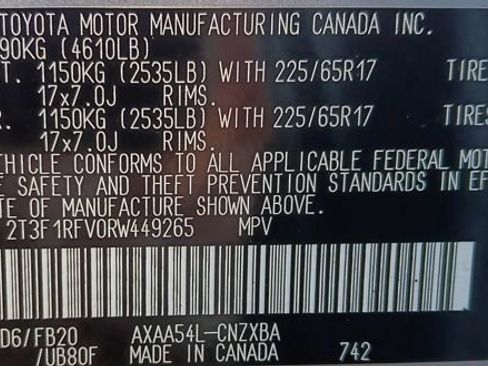 TOYOTA MOTOR MANUFACTURING CANADA INC.
90KG (4610LB)
T. 1150KG (2535LB) WITH 225/65R17 TIRE
17x7.0J RIMS.
R. 1150KG (2535LB) WITH 225/65R17 TIRES
17x7.0J RIMS.
EHICLE CONFORMS TO ALL APPLICABLE FEDERAL MOT
F SAFETY AND THEFT PREVENTION STANDARDS IN EF
ATE OF MANUFACTURE SHOWN ABOVE.
2T3F1RFV0RW449265 MPV
D6/FB20 AXAA54L-CNZXBA
/UB80F MADE IN CANADA 742